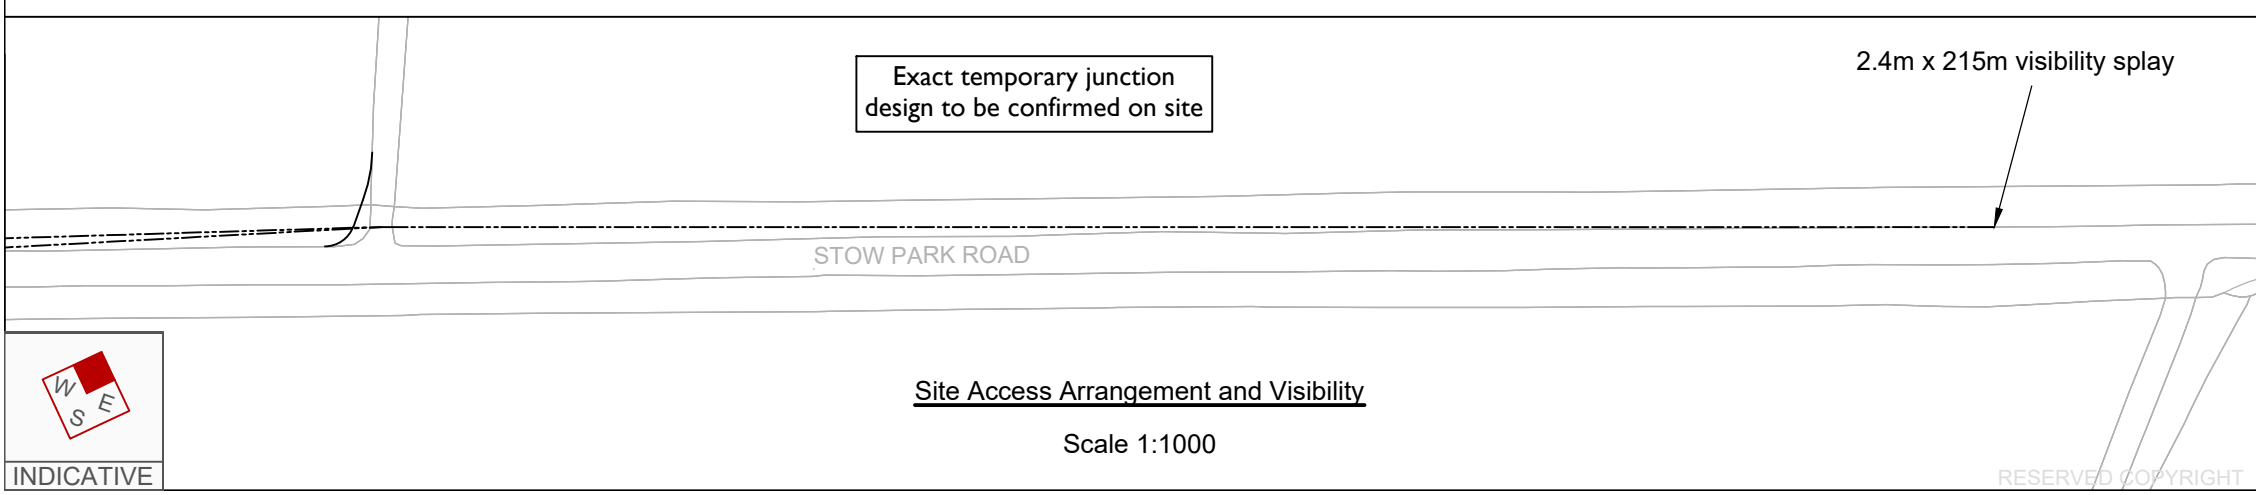 2.4m x 215m visibility splay
Exact temporary junction
design to be confirmed on site
STOW PARK ROAD
W
E
S
INDICATIVE
Site Access Arrangement and Visibility
Scale 1:1000
RESERVED COPYRIGHT